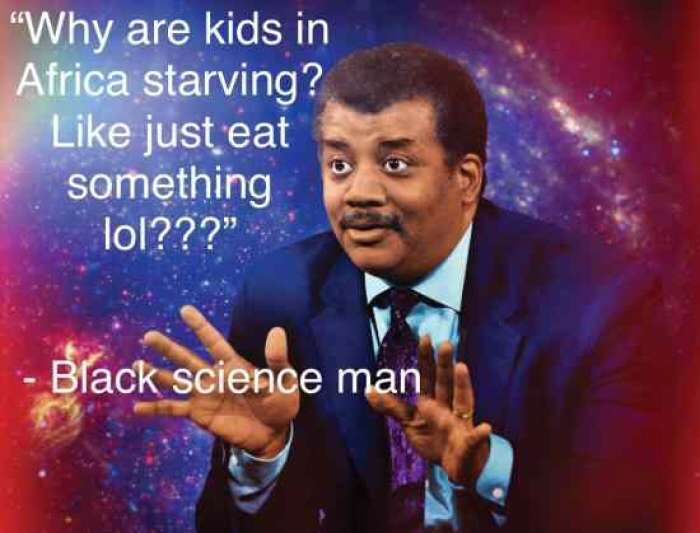 “Why are kids in
Africa starving?
Like just eat
something
lol???”
- Black science man